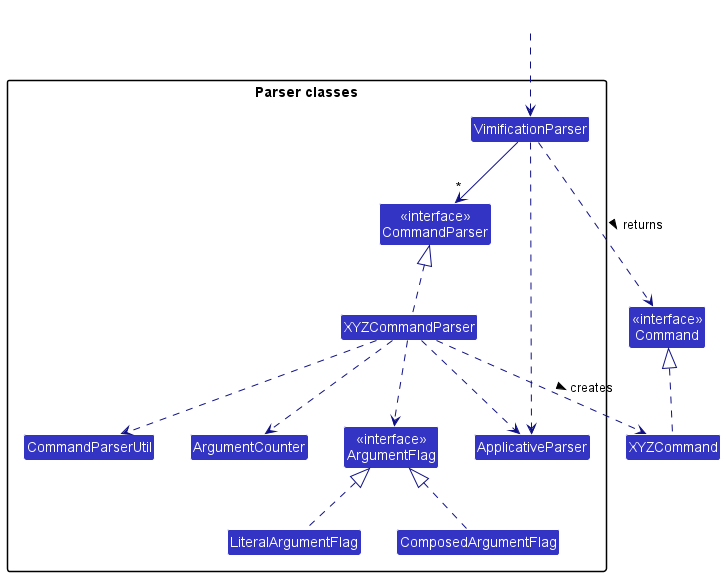 Parser classes
VimificationParser
*
«interface»
CommandParser
returns
«interface»
Command
XYZCommandParser
creates
CommandParserUtil
ArgumentCounter
«interface»
ArgumentFlag
ApplicativeParser
XYZCommand
LiteralArgumentFlag
ComposedArgumentFlag